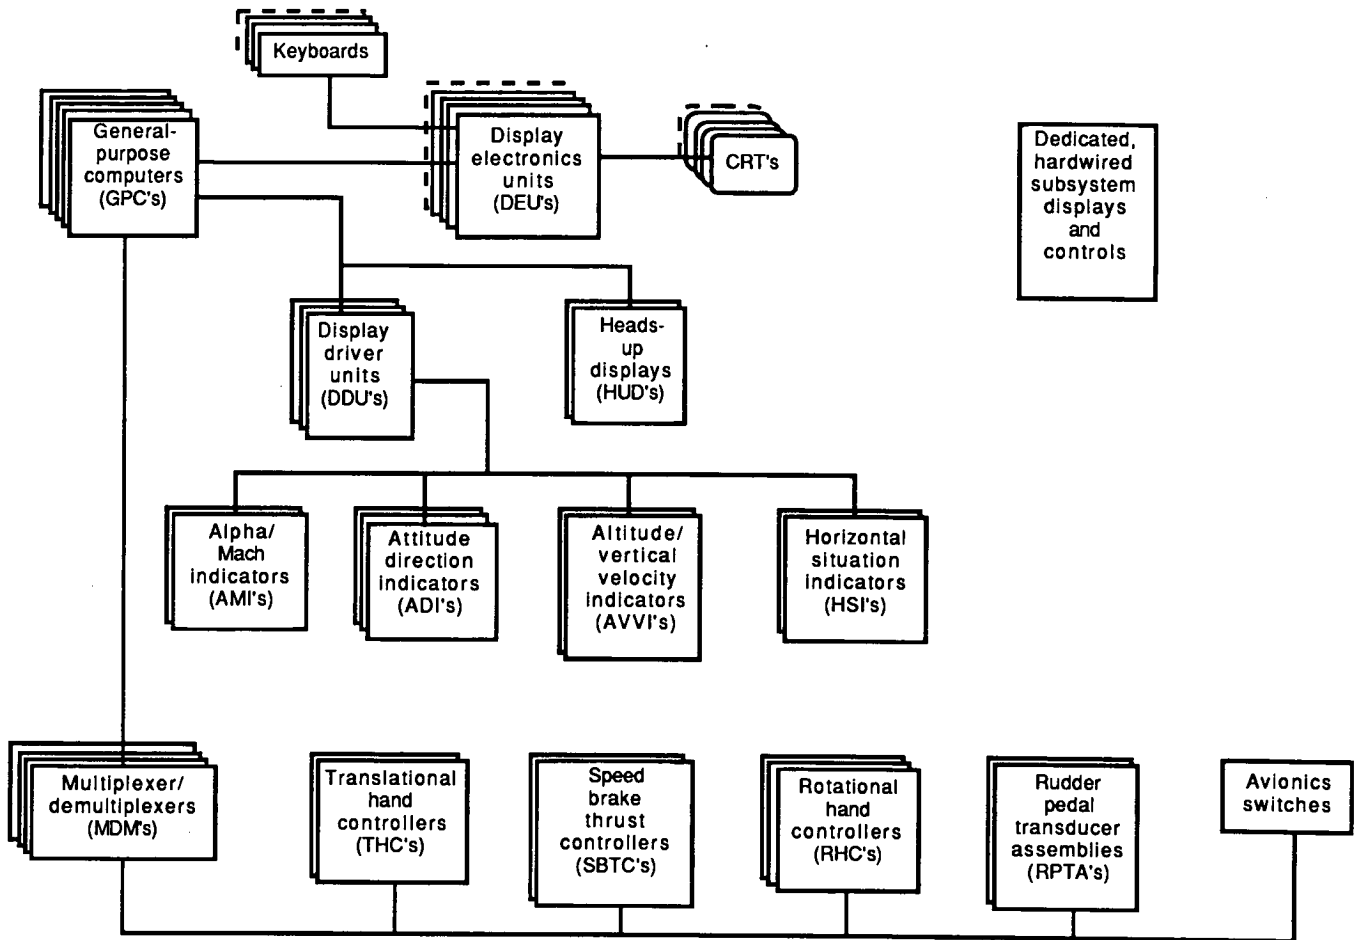 Keyboards
General-
purpose
computers
(GPC's)
Display
electronics
units
(DEU's)
CRT's
Dedicated,
hardwired
subsystem
displays
and
controls
Display
driver
units
(DDU's)
Heads-
up
displays
(HUD's)
Alpha/
Mach
indicators
(AMI's)
Attitude
direction
indicators
(ADI's)
Altitude/
vertical
velocity
indicators
(AVVI's)
Horizontal
situation
indicators
(HSI's)
Multiplexer/
demultiplexers
(MDM's)
Translational
hand
controllers
(THC's)
Speed
brake
thrust
controllers
(SBTC's)
Rotational
hand
controllers
(RHC's)
Rudder
pedal
transducer
assemblies
(RPTA's)
Avionics
switches